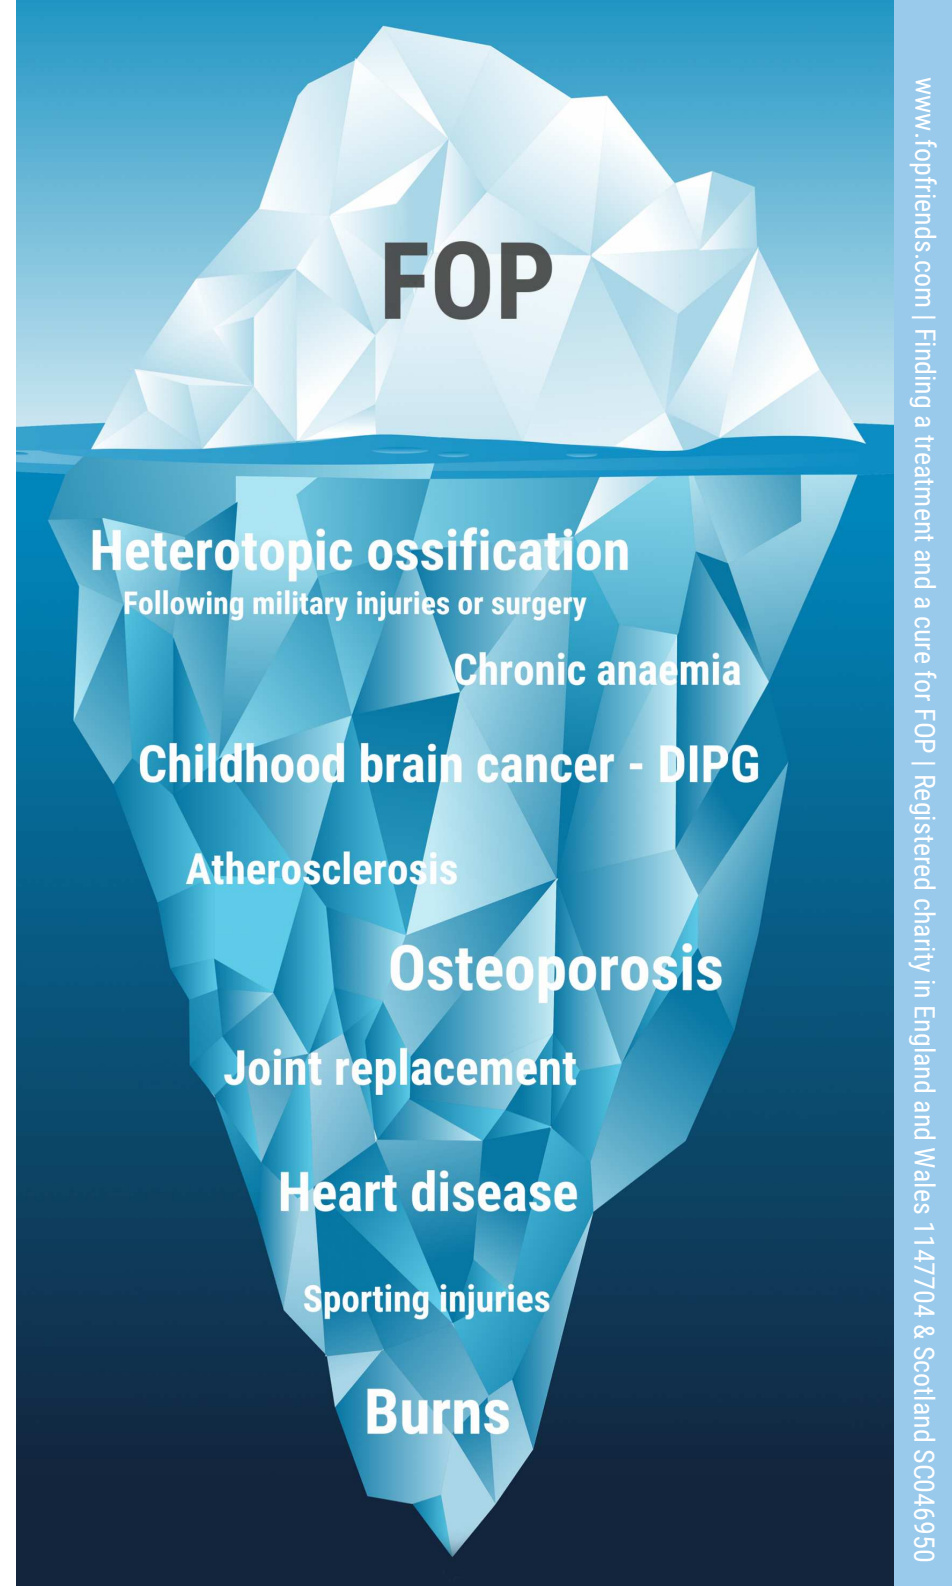 FOP
Heterotopic ossification
Following military injuries or surgery
Chronic anaemia
Childhood brain cancer - DIPG
Atherosclerosis
Osteoporosis
Joint replacement
Heart disease
Sporting injuries
Burns
www.fopfriends.com | Finding a treatment and a cure for FOP | Registered charity in England and Wales 1147704 & Scotland SC046950